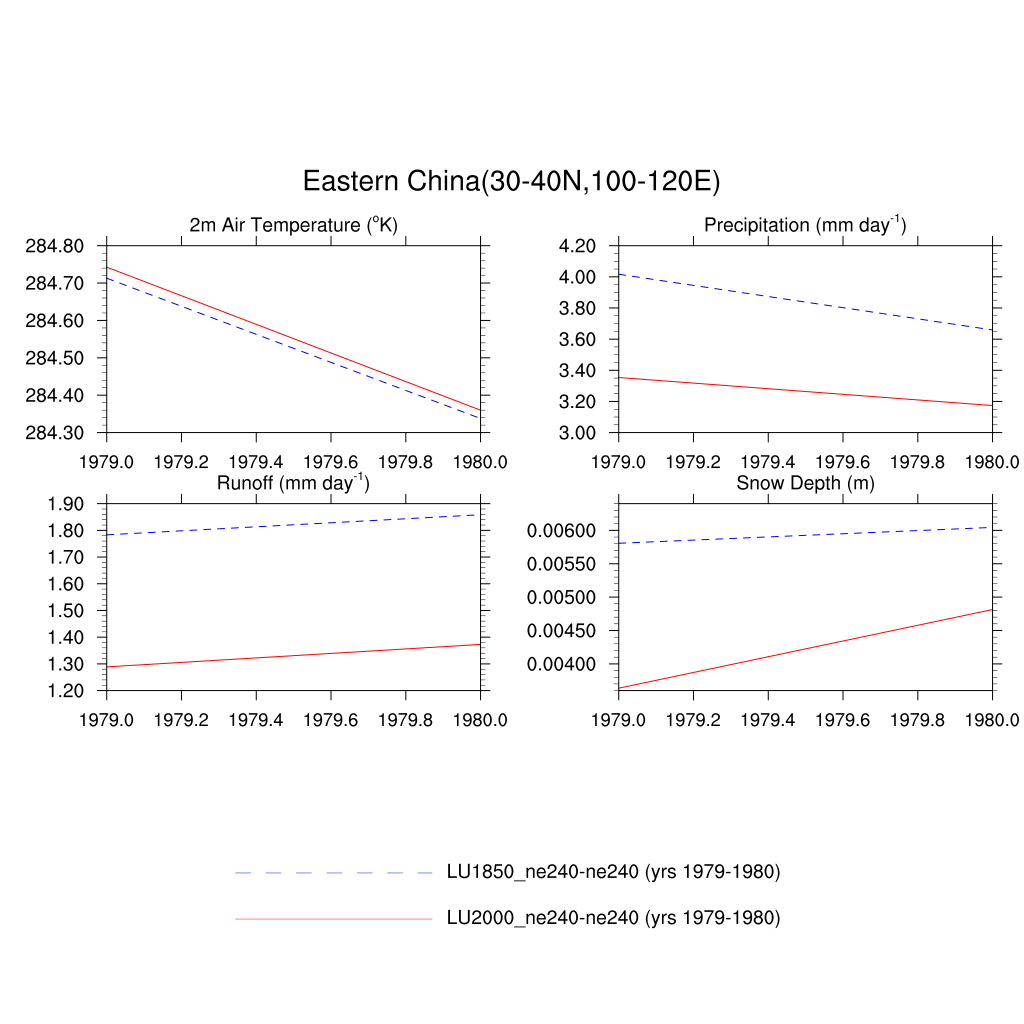 Eastern China(30-40N,100-120E)
2m Air Temperature (°K)
284.80
284.70
284.60
284.50
284.40
284.30
1979.0 1979.2 1979.4 1979.6 1979.8 1980.0
Precipitation (mm day⁻¹)
4.20
4.00
3.80
3.60
3.40
3.20
3.00
1979.0 1979.2 1979.4 1979.6 1979.8 1980.0
Runoff (mm day⁻¹)
1.90
1.80
1.70
1.60
1.50
1.40
1.30
1.20
1979.0 1979.2 1979.4 1979.6 1979.8 1980.0
Snow Depth (m)
0.00600
0.00550
0.00500
0.00450
0.00400
1979.0 1979.2 1979.4 1979.6 1979.8 1980.0
LU1850_ne240-ne240 (yrs 1979-1980)
LU2000_ne240-ne240 (yrs 1979-1980)